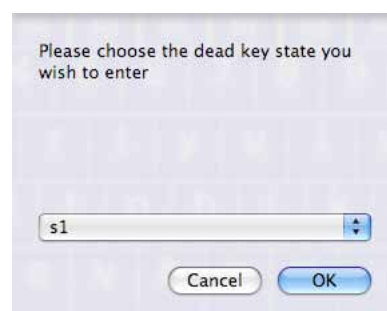 Please choose the dead key state you
wish to enter
s1
Cancel
OK